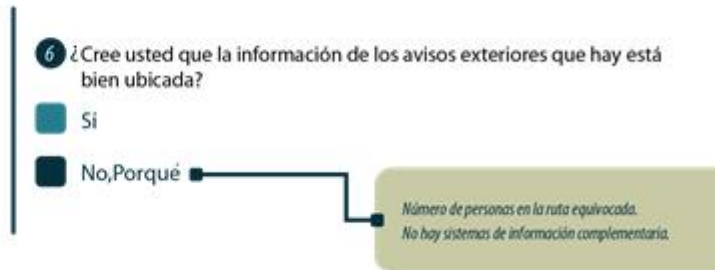 6 ¿Cree usted que la información de los avisos exteriores que hay está
bien ubicada?
Sí
No,Porqué
Número de personas en la ruta equivocada.
No hay sistemas de información complementaria.